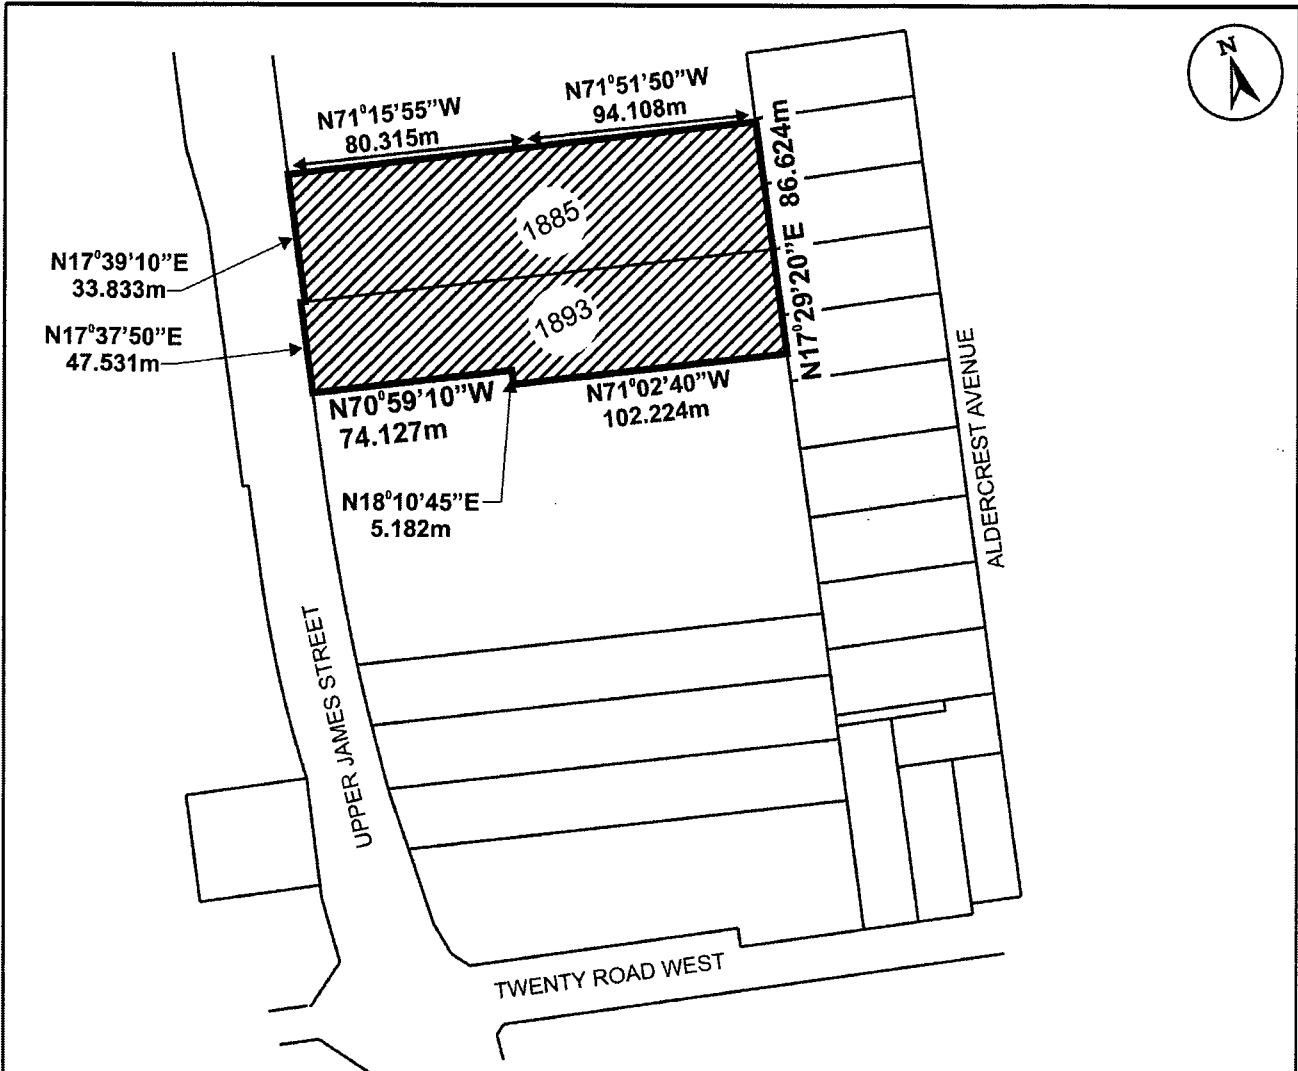 N
N71°15'55"W
80.315m
N71°51'50"W
94.108m
N17°29'20"E 86.624m
1885
1893
N17°39'10"E
33.833m
N17°37'50"E
47.531m
N70°59'10"W
74.127m
N71°02'40"W
102.224m
N18°10'45"E
5.182m
ALDERCREST AVENUE
UPPER JAMES STREET
TWENTY ROAD WEST